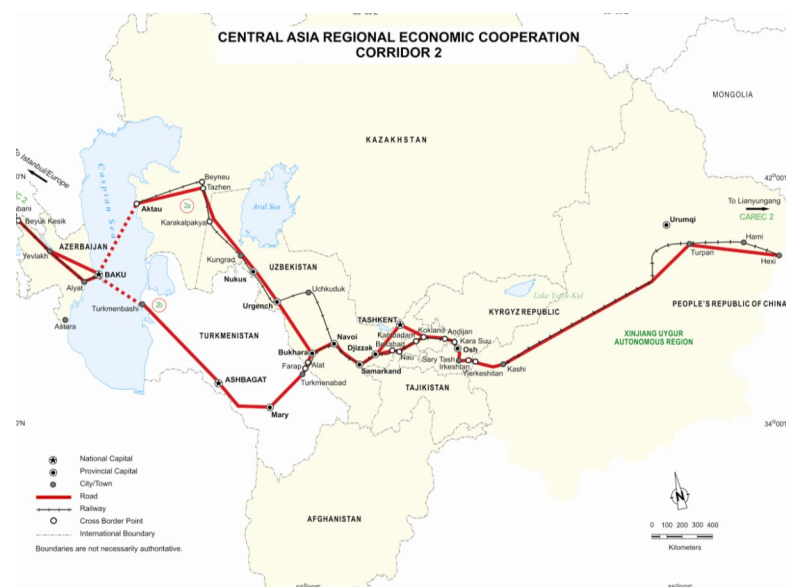 CENTRAL ASIA REGIONAL ECONOMIC COOPERATION
CORRIDOR 2
MONGOLIA
KAZAKHSTAN
To Istanbul/Europe
Caspian Sea
Beyneu
Tazhen
42°00'N
To Lianyungang
CAREC 2
2a
Aktau
Aral Sea
Karakalpakya
Beyuk Kesik
Urumqi
Hami
AZERBAIJAN
Turpan
Yevlakh
Kungrad
UZBEKISTAN
Hexi
BAKU
Nukus
Alyat
Uchkuduk
Turkmenbashi
2b
Urgench
KYRGYZ REPUBLIC
PEOPLE'S REPUBLIC OF CHINA
Astara
TASHKENT
Kokland
Andijan
TURKMENISTAN
Navoi
Kara Suu
XINJIANG UYGUR
AUTONOMOUS REGION
Djizzak
Bekabad
Osh
Bukhara
Nau
Sary Tash
Alat
Irkeshtan
Kashi
Farap
Samarkand
Yierkeshitan
ASHBAGAT
Turkmenabad
TAJIKISTAN
Mary
34°00'N
National Capital
Provincial Capital
City/Town
Road
Railway
Cross Border Point
International Boundary
Boundaries are not necessarily authoritative.
AFGHANISTAN
N
0 100 200 300 400
Kilometers